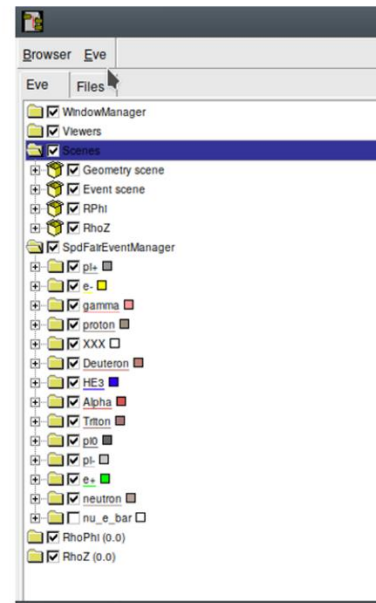 Browser Eve
Eve Files
WindowManager
Viewers
Scenes
Geometry scene
Event scene
RPhi
RhoZ
SpdFairEventManager
pi+
e-
gamma
proton
XXX
Deuteron
HE3
Alpha
Triton
pi0
pi-
e+
neutron
nu_e_bar
RhoPhi (0.0)
RhoZ (0.0)